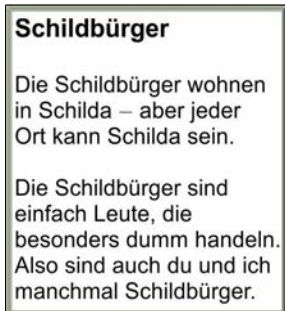 Schildbürger
Die Schildbürger wohnen
in Schilda – aber jeder
Ort kann Schilda sein.
Die Schildbürger sind
einfach Leute, die
besonders dumm handeln.
Also sind auch du und ich
manchmal Schildbürger.